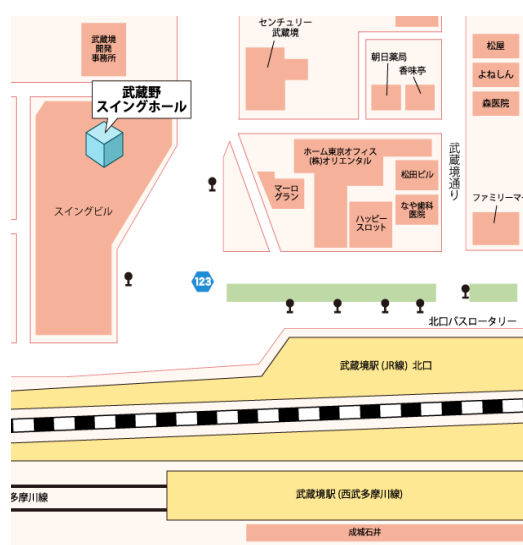 センチュリー
武蔵境
武蔵境
開発
事務所
朝日薬局
香味亭
松屋
よねしん
森医院
武蔵野
スイングホール
ホーム東京オフィス
(株)オリエンタル
武蔵境通り
松田ビル
マーロ
グラン
なや歯科
医院
ハッピー
スロット
ファミリーマー
スイングビル
123
北口バスロータリー
武蔵境駅(JR線) 北口
多摩川線
武蔵境駅(西武多摩川線)
成城石井